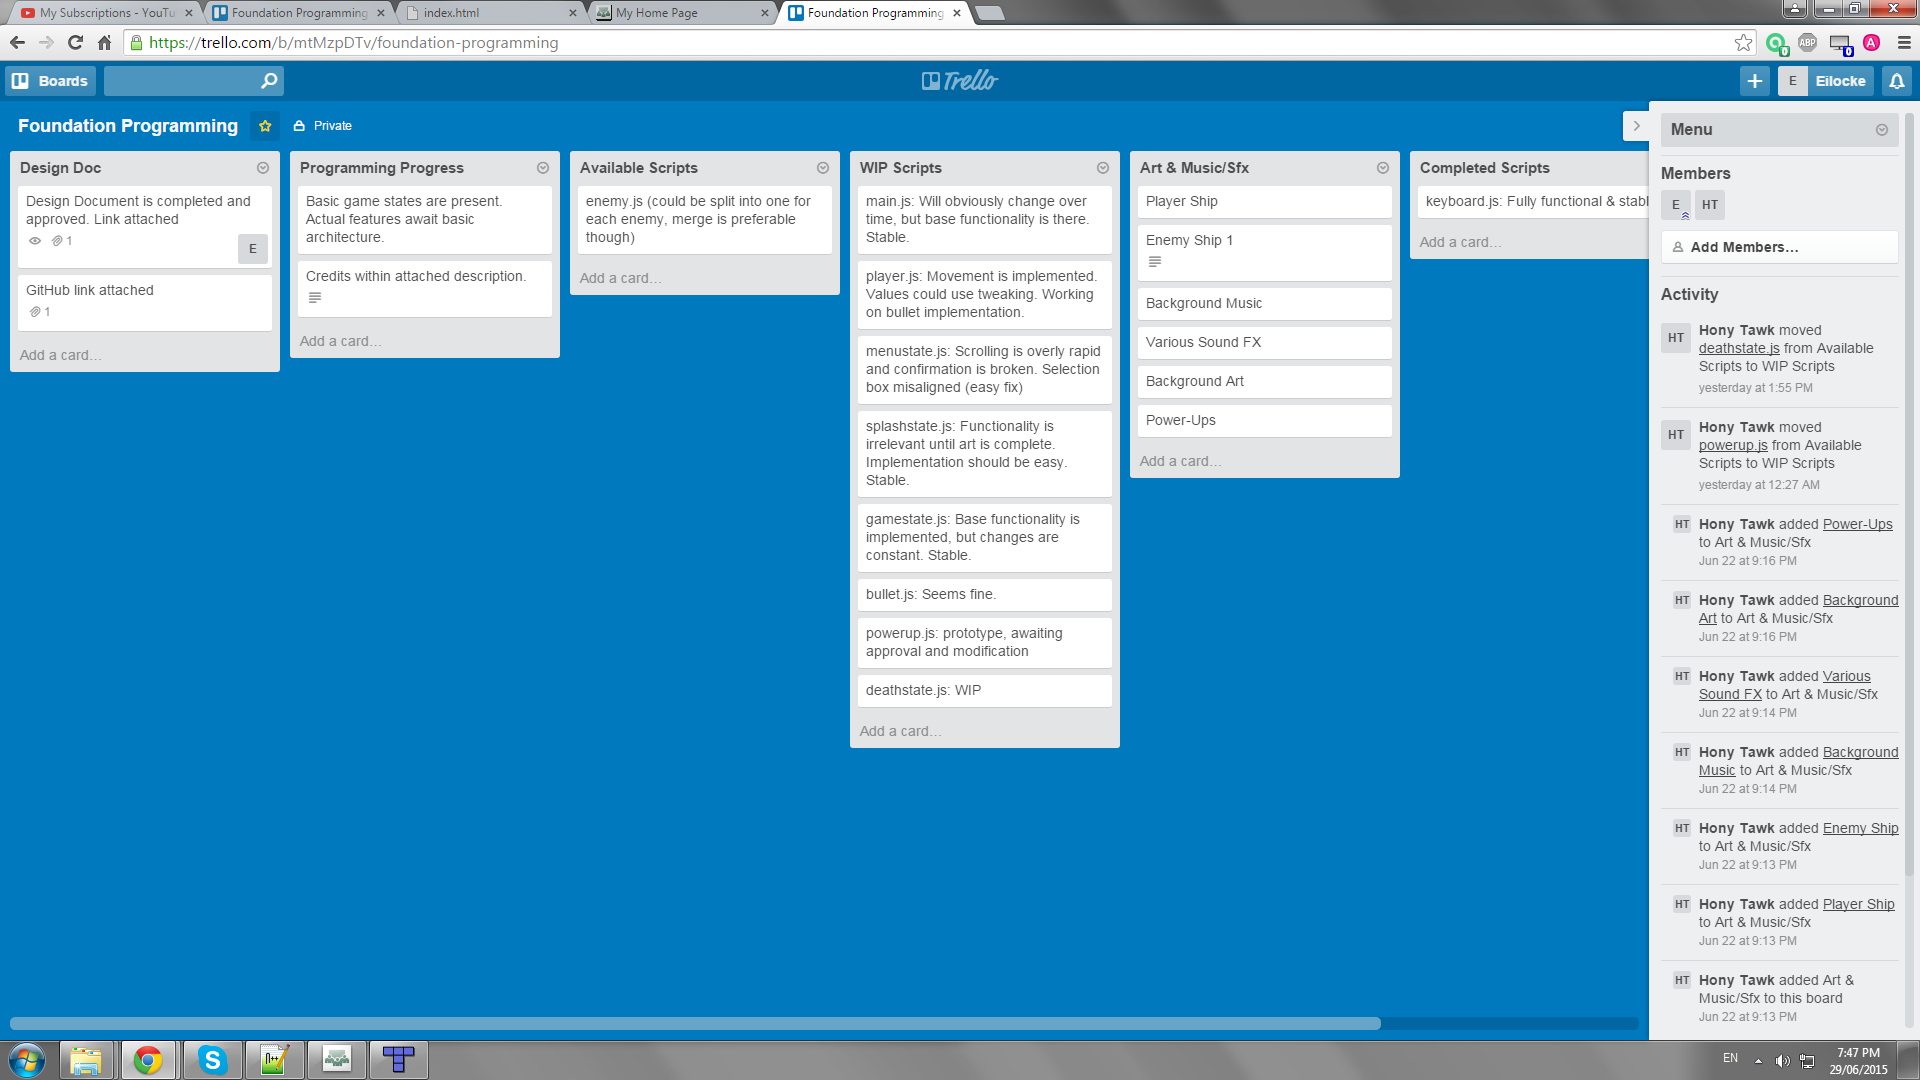 My Subscriptions - YouTu
Foundation Programming
index.html
My Home Page
Foundation Programming
https://trello.com/b/mtMzpDTv/foundation-programming
0
ABP
0
A
Boards
Trello
E
Eilocke
Foundation Programming
Private
Design Doc
Design Document is completed and
approved. Link attached
1
E
GitHub link attached
1
Add a card…
Programming Progress
Basic game states are present.
Actual features await basic
architecture.
Credits within attached description.
Add a card…
Available Scripts
enemy.js (could be split into one for
each enemy, merge is preferable
though)
Add a card…
WIP Scripts
main.js: Will obviously change over
time, but base functionality is there.
Stable.
player.js: Movement is implemented.
Values could use tweaking. Working
on bullet implementation.
menustate.js: Scrolling is overly rapid
and confirmation is broken. Selection
box misaligned (easy fix)
splashstate.js: Functionality is
irrelevant until art is complete.
Implementation should be easy.
Stable.
gamestate.js: Base functionality is
implemented, but changes are
constant. Stable.
bullet.js: Seems fine.
powerup.js: prototype, awaiting
approval and modification
deathstate.js: WIP
Add a card…
Art & Music/Sfx
Player Ship
Enemy Ship 1
Background Music
Various Sound FX
Background Art
Power-Ups
Add a card…
Completed Scripts
keyboard.js: Fully functional & stabl
Add a card…
Menu
Members
E
HT
Add Members…
Activity
HT
Hony Tawk moved
deathstate.js from Available
Scripts to WIP Scripts
yesterday at 1:55 PM
HT
Hony Tawk moved
powerup.js from Available
Scripts to WIP Scripts
yesterday at 12:27 AM
HT
Hony Tawk added Power-Ups
to Art & Music/Sfx
Jun 22 at 9:16 PM
HT
Hony Tawk added Background
Art to Art & Music/Sfx
Jun 22 at 9:16 PM
HT
Hony Tawk added Various
Sound FX to Art & Music/Sfx
Jun 22 at 9:14 PM
HT
Hony Tawk added Background
Music to Art & Music/Sfx
Jun 22 at 9:14 PM
HT
Hony Tawk added Enemy Ship
to Art & Music/Sfx
Jun 22 at 9:13 PM
HT
Hony Tawk added Player Ship
to Art & Music/Sfx
Jun 22 at 9:13 PM
HT
Hony Tawk added Art &
Music/Sfx to this board
Jun 22 at 9:13 PM
EN
7:47 PM
29/06/2015